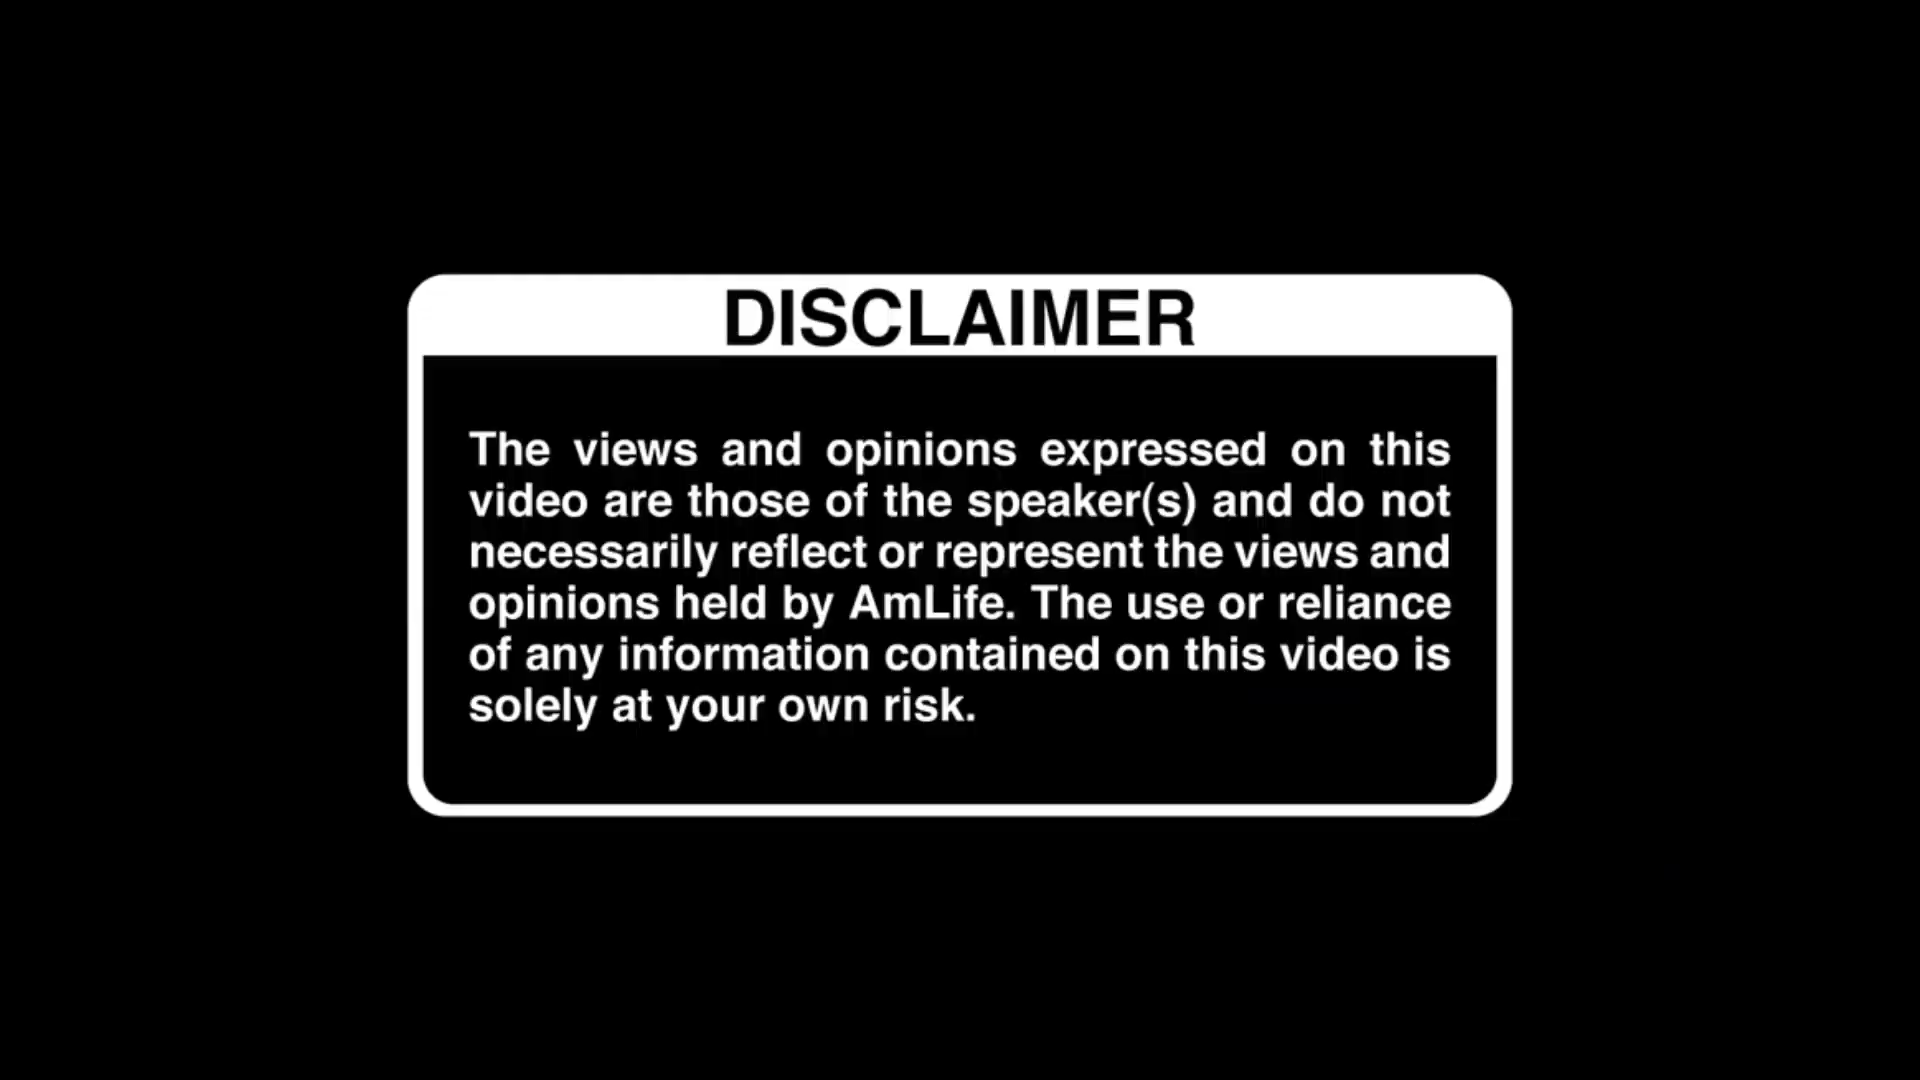 DISCLAIMER
The views and opinions expressed on this
video are those of the speaker(s) and do not
necessarily reflect or represent the views and
opinions held by AmLife. The use or reliance
of any information contained on this video is
solely at your own risk.